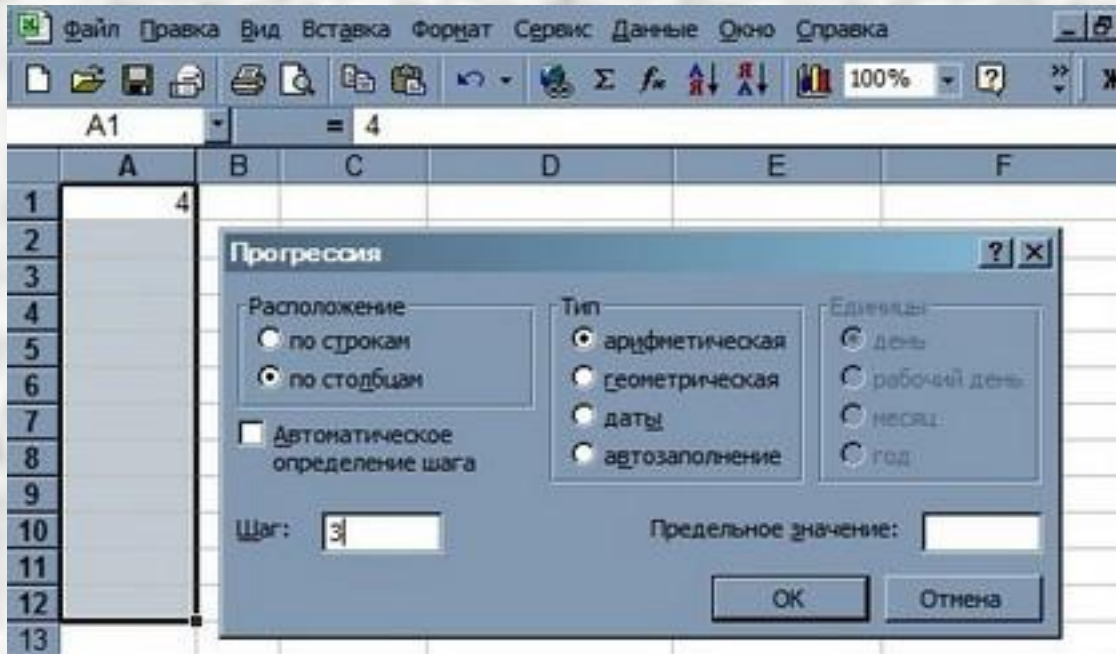 Файл Правка Вид Вставка Формат Сервис Данные Окно Справка
100%
A1 = 4
A B C D E F
1 4
2
3
4
5
6
7
8
9
10
11
12
13
Прогрессия
Расположение
по строкам
по столбцам
Автоматическое
определение шага
Тип
арифметическая
геометрическая
даты
автозаполнение
Единицы
день
рабочий день
месяц
год
Шаг: 3
Предельное значение:
ОК Отмена